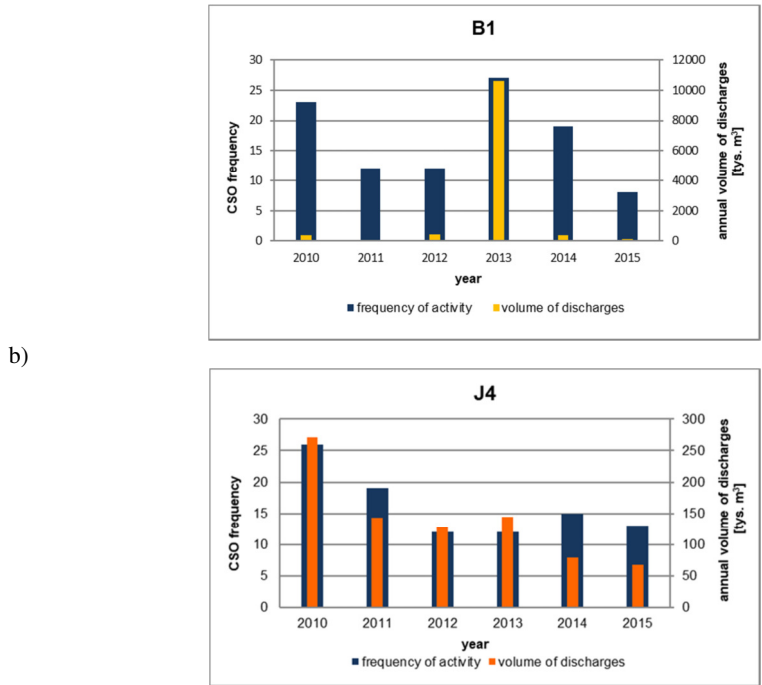 B1
30
25
20
15
10
5
0
CSO frequency
12000
10000
8000
6000
4000
2000
0
annual volume of discharges
[tys. m³]
2010 2011 2012 2013 2014 2015
year
frequency of activity volume of discharges
b)
J4
30
25
20
15
10
5
0
CSO frequency
300
250
200
150
100
50
0
annual volume of discharges
[tys. m³]
2010 2011 2012 2013 2014 2015
year
frequency of activity volume of discharges